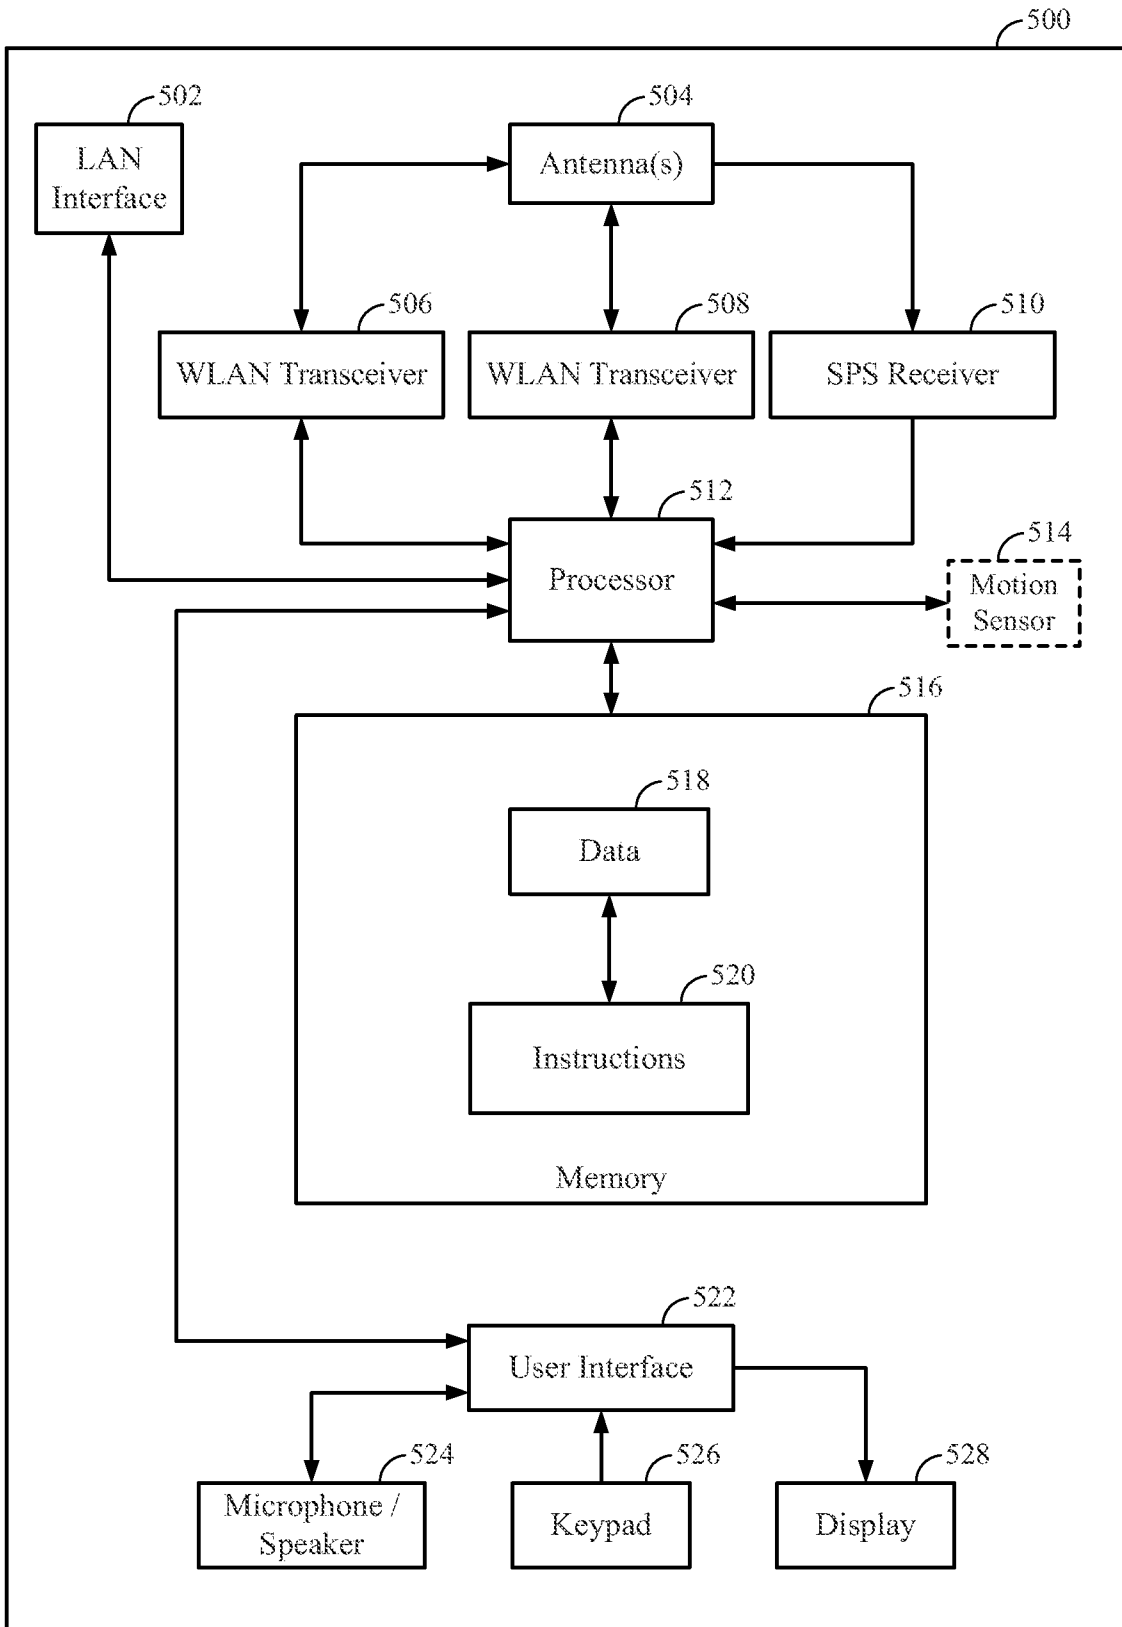 500
502
504
LAN
Interface
Antenna(s)
506
508
510
WLAN Transceiver
WLAN Transceiver
SPS Receiver
512
514
Processor
Motion
Sensor
516
518
Data
520
Instructions
Memory
522
User Interface
524
526
528
Microphone /
Speaker
Keypad
Display